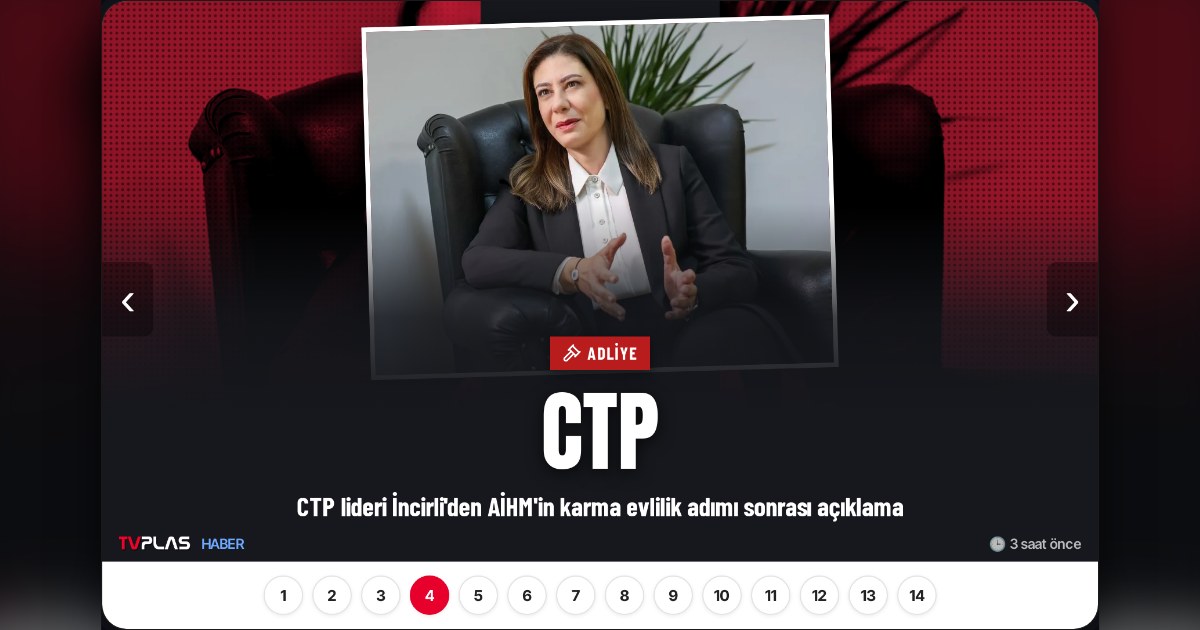 ADLİYE
CTP
CTP lideri İncirli'den AİHM'in karma evlilik adımı sonrası açıklama
TVPLAS HABER
3 saat önce
1 2 3 4 5 6 7 8 9 10 11 12 13 14